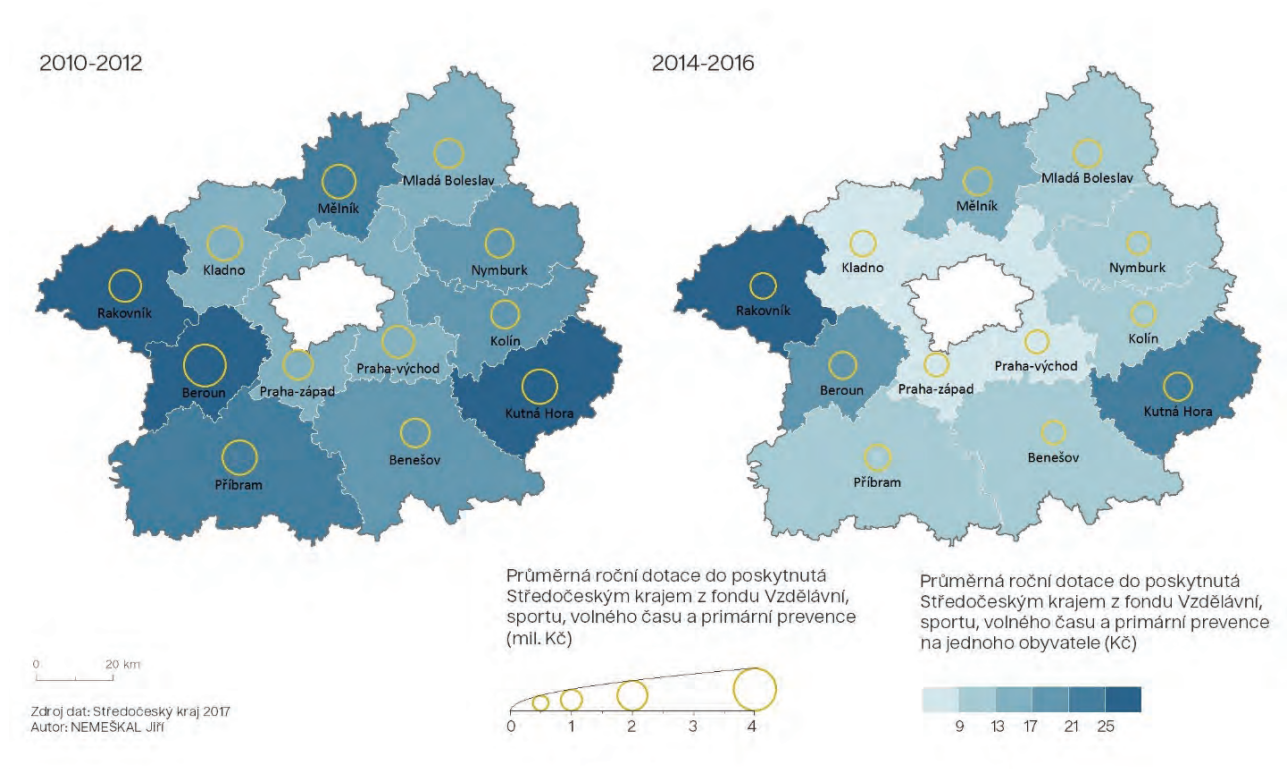 2010-2012
Mladá Boleslav
Mělník
Kladno
Nymburk
Rakovník
Kolín
Praha-východ
Beroun
Praha-západ
Kutná Hora
Benešov
Příbram
2014-2016
Mladá Boleslav
Mělník
Kladno
Nymburk
Rakovník
Kolín
Praha-východ
Beroun
Praha-západ
Kutná Hora
Benešov
Příbram
Průměrná roční dotace do poskytnutá
Středočeským krajem z fondu Vzdělávní,
sportu, volného času a primární prevence
(mil. Kč)
0 1 2 4
Průměrná roční dotace do poskytnutá
Středočeským krajem z fondu Vzdělávní,
sportu, volného času a primární prevence
na jednoho obyvatele (Kč)
9 13 17 21 25
0 20 km
Zdroj dat: Středočeský kraj 2017
Autor: NEMEŠKAL Jiří